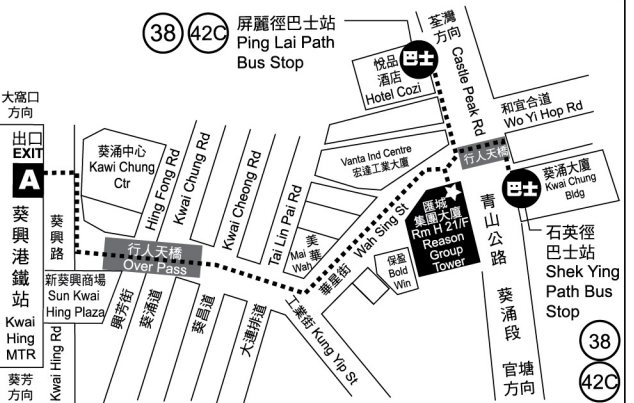 38 42C
屏麗徑巴士站
Ping Lai Path
Bus Stop
荃灣
方向
Castle Peak Rd
巴士
悅品
酒店
Hotel Cozi
和宜合道
Wo Yi Hop Rd
大窩口
方向
出口
EXIT
A
葵興港鐵站
Kwai
Hing
MTR
葵芳
方向
葵興路
Kwai Hing Rd
葵涌中心
Kawi Chung
Ctr
行人天橋
Over Pass
新葵興商場
Sun Kwai
Hing Plaza
Hing Fong Rd
Kwai Chung Rd
Kwai Cheong Rd
Tai Lin Pai Rd
興芳街
葵涌道
葵昌道
大連排道
美華
Mai
Wah
Vanta Ind Centre
宏達工業大廈
Wah Sing St
華星街
工業街 Kung Yip St
保盈
Bold
Win
匯城
集團大廈
Rm H 21/F
Reason
Group
Tower
行人天橋
巴士
葵涌大廈
Kwai Chung
Bldg
青山公路
葵涌段
官塘
方向
石英徑
巴士站
Shek Ying
Path Bus
Stop
38
42C